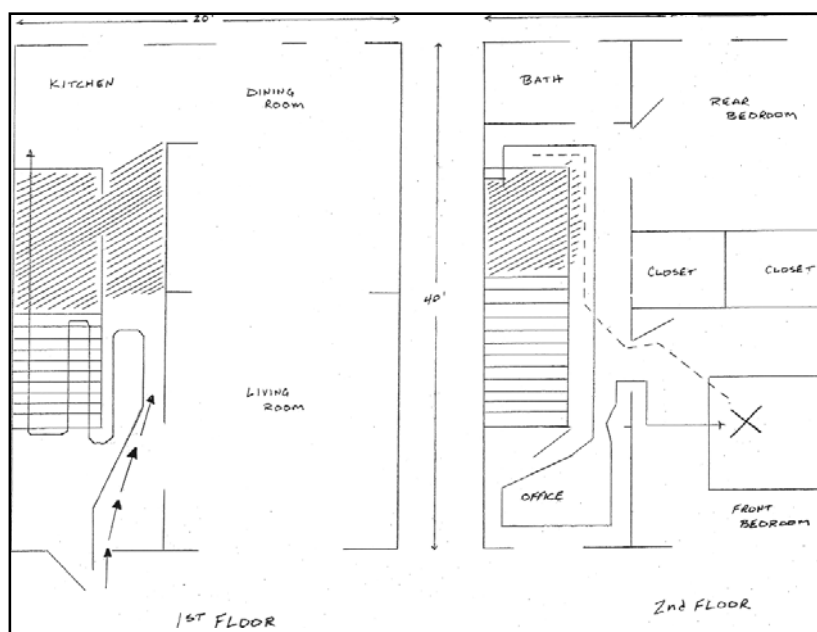 20'
KITCHEN
DINING
ROOM
40'
LIVING
ROOM
1ST FLOOR
BATH
REAR
BEDROOM
CLOSET
CLOSET
OFFICE
FRONT
BEDROOM
2nd FLOOR